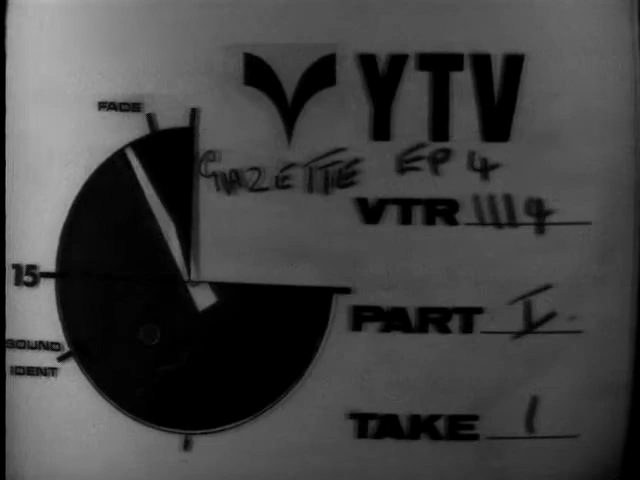 YTV
FADE
GAZETTE EP 4
VTR 1114
15
PART I
SOUND
IDENT
TAKE 1